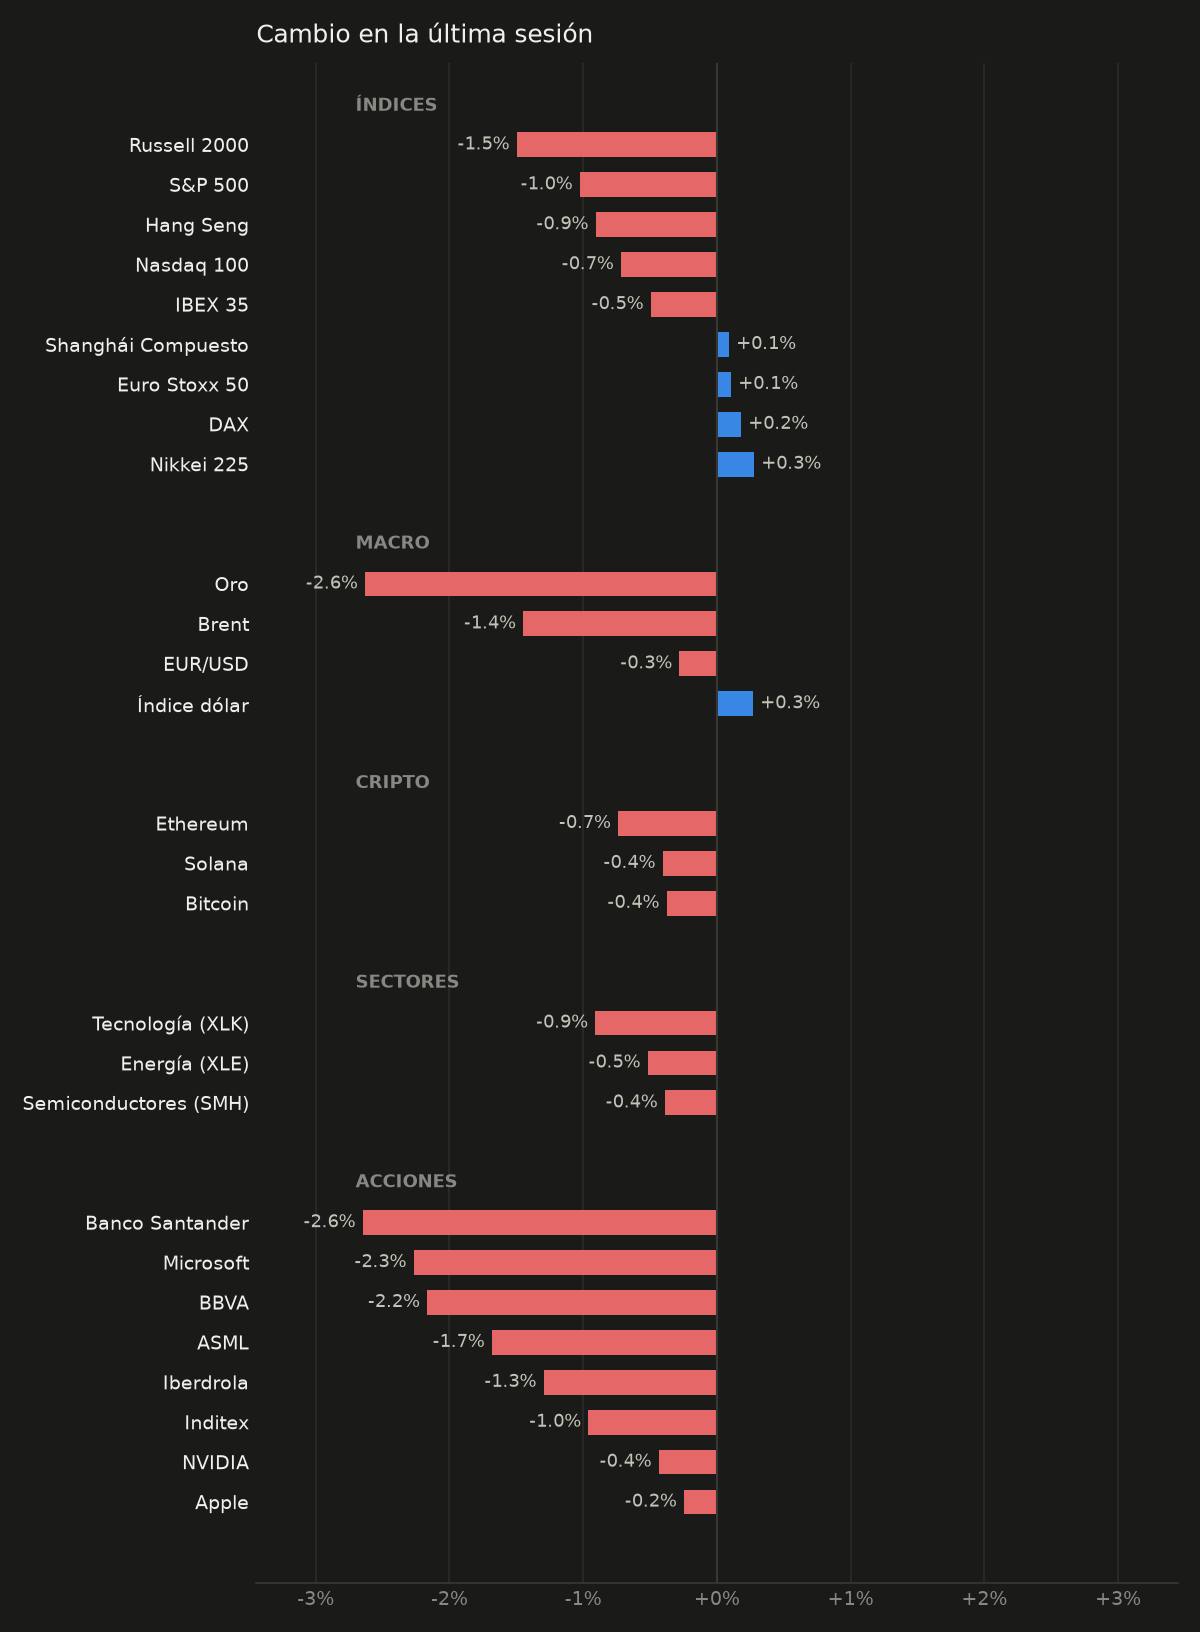 Cambio en la última sesión
ÍNDICES
Russell 2000 -1.5%
S&P 500 -1.0%
Hang Seng -0.9%
Nasdaq 100 -0.7%
IBEX 35 -0.5%
Shanghái Compuesto +0.1%
Euro Stoxx 50 +0.1%
DAX +0.2%
Nikkei 225 +0.3%
MACRO
Oro -2.6%
Brent -1.4%
EUR/USD -0.3%
Índice dólar +0.3%
CRIPTO
Ethereum -0.7%
Solana -0.4%
Bitcoin -0.4%
SECTORES
Tecnología (XLK) -0.9%
Energía (XLE) -0.5%
Semiconductores (SMH) -0.4%
ACCIONES
Banco Santander -2.6%
Microsoft -2.3%
BBVA -2.2%
ASML -1.7%
Iberdrola -1.3%
Inditex -1.0%
NVIDIA -0.4%
Apple -0.2%
-3% -2% -1% +0% +1% +2% +3%